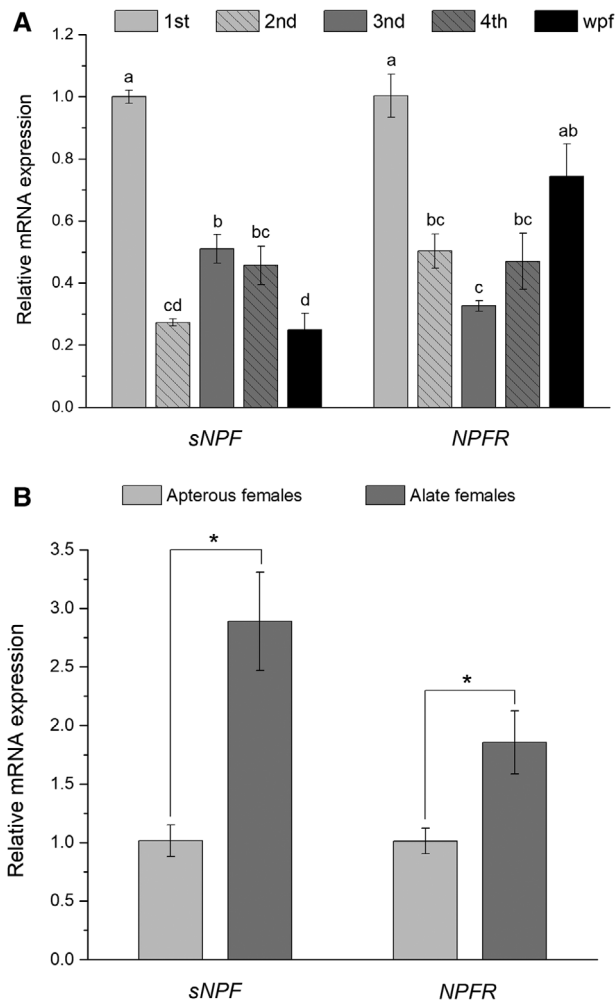 A
1st 2nd 3nd 4th wpf
Relative mRNA expression
1.2
1.0
0.8
0.6
0.4
0.2
0.0
a
cd
b
bc
d
a
bc
c
bc
ab
sNPF NPFR
B
Apterous females Alate females
Relative mRNA expression
3.5
3.0
2.5
2.0
1.5
1.0
0.5
0.0
*
*
sNPF NPFR